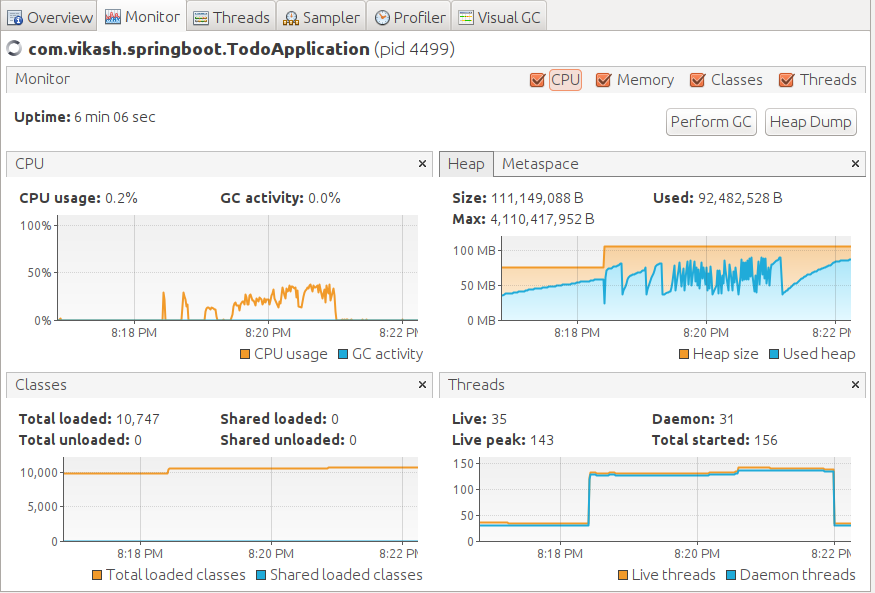 Overview Monitor Threads Sampler Profiler Visual GC
com.vikash.springboot.TodoApplication (pid 4499)
Monitor CPU Memory Classes Threads
Uptime: 6 min 06 sec
Perform GC Heap Dump
CPU ×
CPU usage: 0.2% GC activity: 0.0%
100%
50%
0%
8:18 PM 8:20 PM 8:22 P
CPU usage GC activity
Heap Metaspace ×
Size: 111,149,088 B Used: 92,482,528 B
Max: 4,110,417,952 B
100 MB
50 MB
0 MB
8:18 PM 8:20 PM 8:22 P
Heap size Used heap
Classes ×
Total loaded: 10,747 Shared loaded: 0
Total unloaded: 0 Shared unloaded: 0
10,000
5,000
0
8:18 PM 8:20 PM 8:22 P
Total loaded classes Shared loaded classes
Threads ×
Live: 35 Daemon: 31
Live peak: 143 Total started: 156
150
100
50
0
8:18 PM 8:20 PM 8:22 P
Live threads Daemon threads